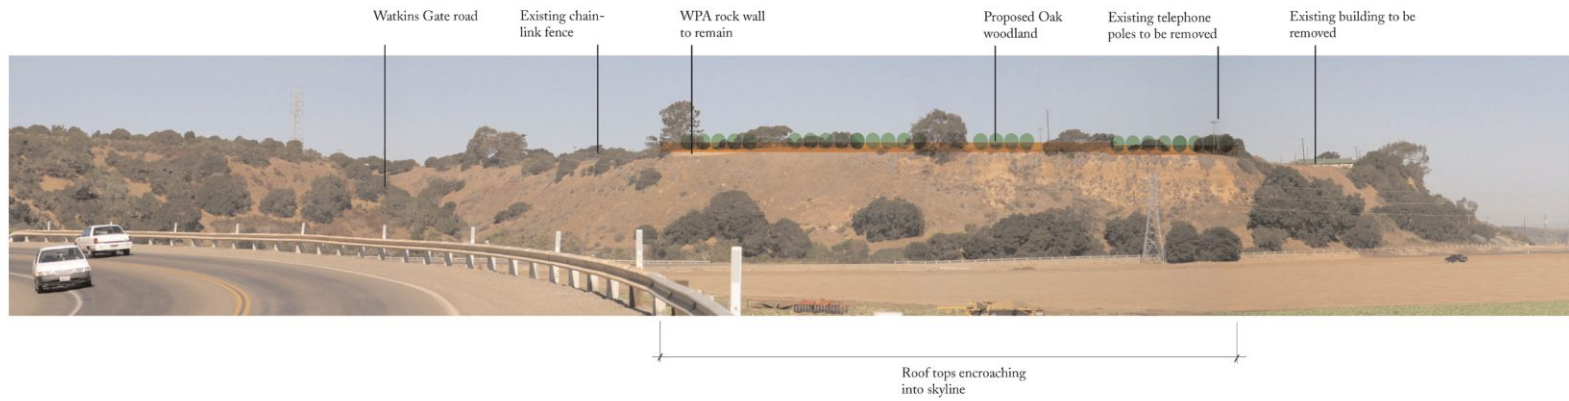 Watkins Gate road
Existing chain-
link fence
WPA rock wall
to remain
Proposed Oak
woodland
Existing telephone
poles to be removed
Existing building to be
removed
Roof tops encroaching
into skyline